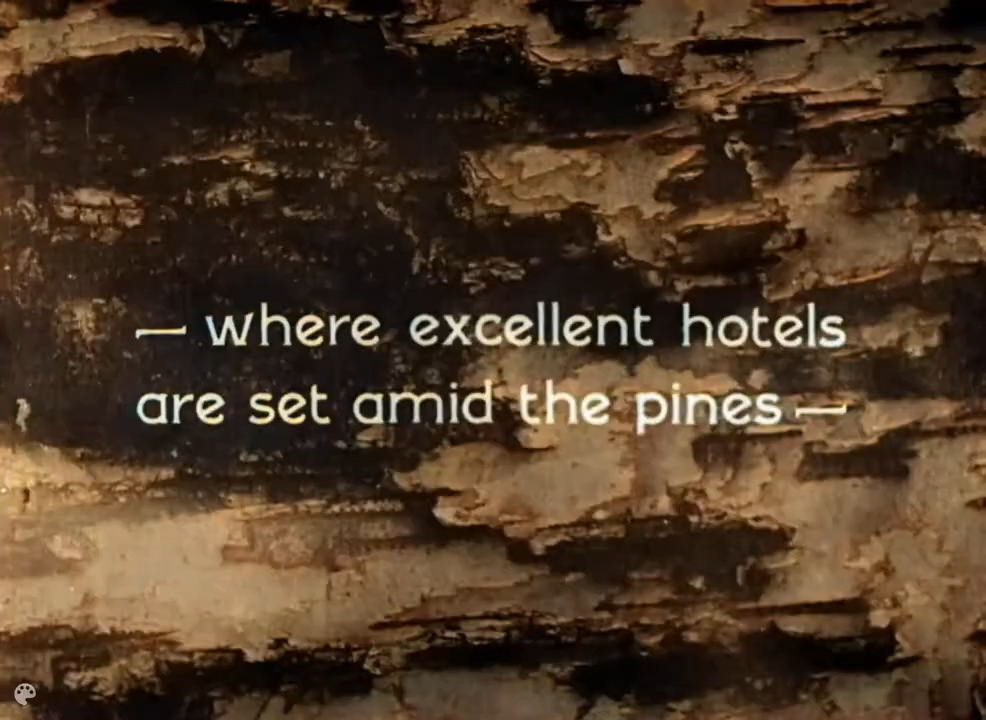 — where excellent hotels
are set amid the pines —